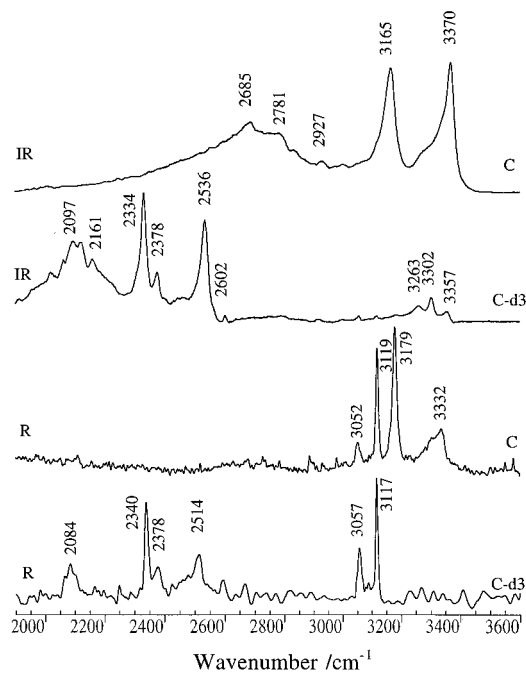 3165 3370
2685 2781 2927
IR C
2097 2161 2334 2378 2536 2602
IR 3263 3302 3357 C-d3
3052 3119 3179 3332
R C
2084 2340 2378 2514 3057 3117
R C-d3
2000 2200 2400 2600 2800 3000 3200 3400 3600
Wavenumber /cm-1